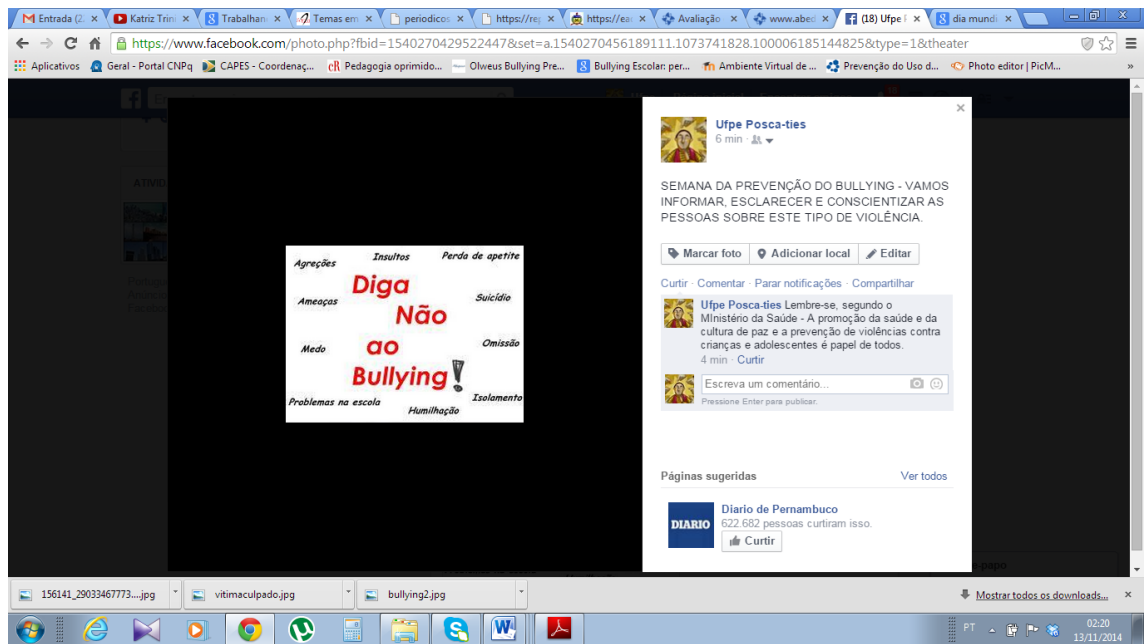 Entrada (2.
Katriz Trini
Trabalhand
Temas em
periodicos
https://rep
https://eas
Avaliação
www.abed
(18) Ufpe P
dia mundi
https://www.facebook.com/photo.php?fbid=1540270429522447&set=a.1540270456189111.1073741828.100006185144825&type=1&theater
Aplicativos
Geral - Portal CNPq
CAPES - Coordenaç...
Pedagogia oprimido...
Olweus Bullying Pre...
Bullying Escolar: per...
Ambiente Virtual de ...
Prevenção do Uso d...
Photo editor | PicM...
»
Agreções
Insultos
Perda de apetite
Diga
Ameaças
Suicídio
Não
Medo
ao
Omissão
Bullying!
Problemas na escola
Humilhação
Isolamento
Ufpe Posca-ties
6 min ·
SEMANA DA PREVENÇÃO DO BULLYING - VAMOS
INFORMAR, ESCLARECER E CONSCIENTIZAR AS
PESSOAS SOBRE ESTE TIPO DE VIOLÊNCIA.
Marcar foto
Adicionar local
Editar
Curtir · Comentar · Parar notificações · Compartilhar
Ufpe Posca-ties Lembre-se, segundo o
MInistério da Saúde - A promoção da saúde e da
cultura de paz e a prevenção de violências contra
crianças e adolescentes é papel de todos.
4 min · Curtir
Escreva um comentário...
Pressione Enter para publicar.
Páginas sugeridas
Ver todos
DIARIO
Diario de Pernambuco
622.682 pessoas curtiram isso.
Curtir
156141_29033467773....jpg
vitimaculpado.jpg
bullying2.jpg
Mostrar todos os downloads...
PT
02:20
13/11/2014